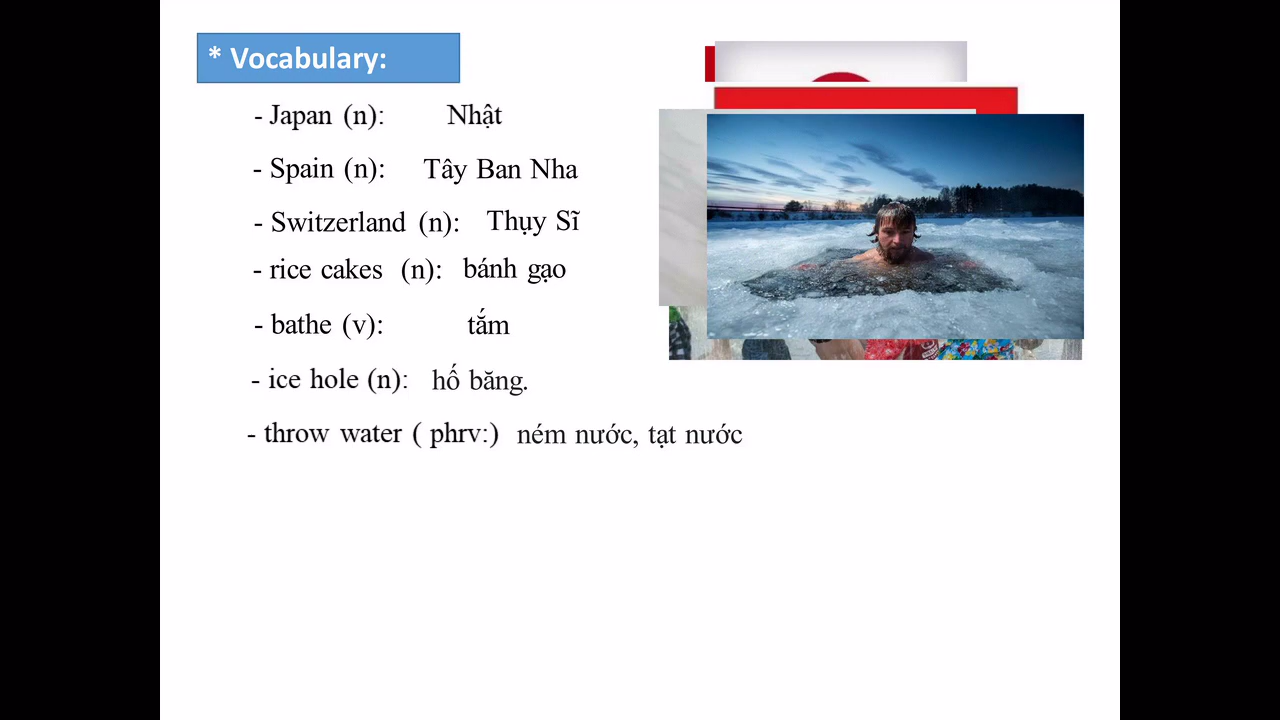 * Vocabulary:
- Japan (n): Nhật
- Spain (n): Tây Ban Nha
- Switzerland (n): Thụy Sĩ
- rice cakes (n): bánh gạo
- bathe (v): tắm
- ice hole (n): hố băng.
- throw water ( phrv:) ném nước, tạt nước